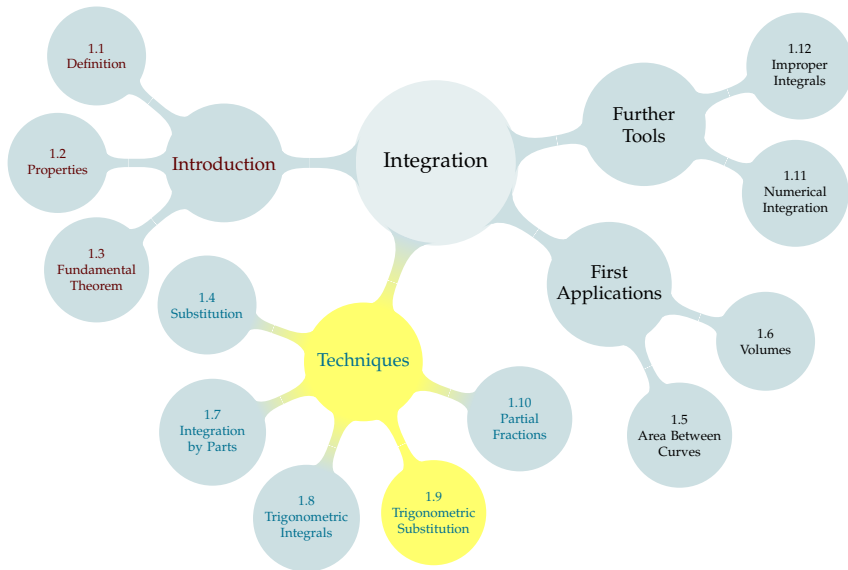 Integration
Introduction
1.1
Definition
1.2
Properties
1.3
Fundamental
Theorem
Techniques
1.4
Substitution
1.7
Integration
by Parts
1.8
Trigonometric
Integrals
1.9
Trigonometric
Substitution
1.10
Partial
Fractions
First
Applications
1.5
Area Between
Curves
1.6
Volumes
Further
Tools
1.11
Numerical
Integration
1.12
Improper
Integrals